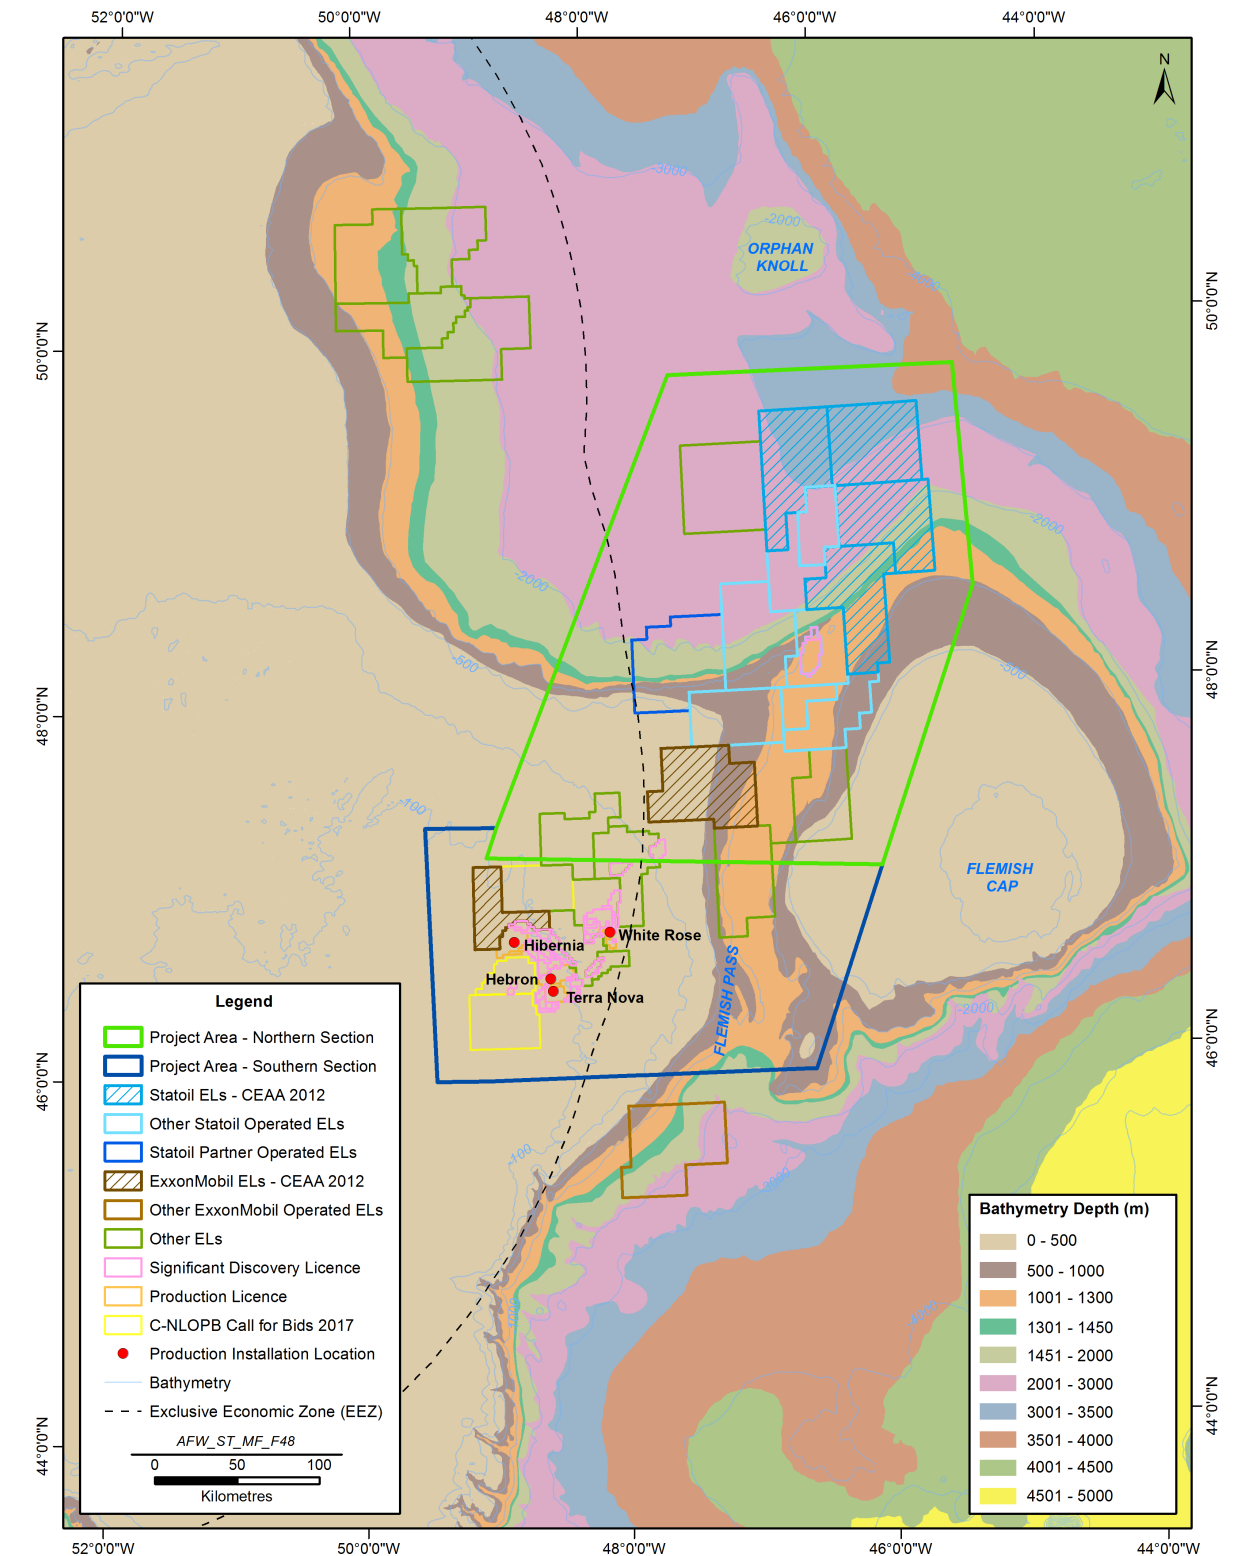 52°0'0"W 50°0'0"W 48°0'0"W 46°0'0"W 44°0'0"W
N
-3000
-2000
ORPHAN
KNOLL
50°0'0"N
50°0'0"N
-2000
-2000
-500
-500
48°0'0"N
48°0'0"N
-100
FLEMISH
CAP
White Rose
Hibernia
Hebron
Terra Nova
FLEMISH PASS
-2000
46°0'0"N
46°0'0"N
-100
-3000
44°0'0"N
44°0'0"N
Legend
Project Area - Northern Section
Project Area - Southern Section
Statoil ELs - CEAA 2012
Other Statoil Operated ELs
Statoil Partner Operated ELs
ExxonMobil ELs - CEAA 2012
Other ExxonMobil Operated ELs
Other ELs
Significant Discovery Licence
Production Licence
C-NLOPB Call for Bids 2017
Production Installation Location
Bathymetry
Exclusive Economic Zone (EEZ)
AFW_ST_MF_F48
0 50 100
Kilometres
Bathymetry Depth (m)
0 - 500
500 - 1000
1001 - 1300
1301 - 1450
1451 - 2000
2001 - 3000
3001 - 3500
3501 - 4000
4001 - 4500
4501 - 5000
52°0'0"W 50°0'0"W 48°0'0"W 46°0'0"W 44°0'0"W